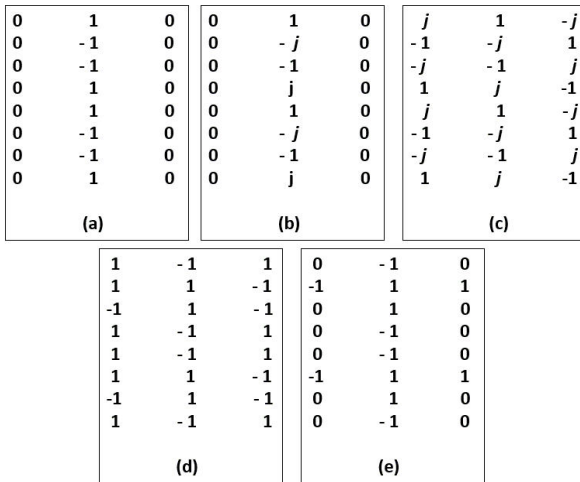 0 1 0
0 - 1 0
0 - 1 0
0 1 0
0 1 0
0 - 1 0
0 - 1 0
0 1 0
(a)
0 1 0
0 - j 0
0 - 1 0
0 j 0
0 1 0
0 - j 0
0 - 1 0
0 j 0
(b)
j 1 - j
- 1 - j 1
- j - 1 j
1 j -1
j 1 - j
- 1 - j 1
- j - 1 j
1 j -1
(c)
1 - 1 1
1 1 - 1
-1 1 - 1
1 - 1 1
1 - 1 1
1 1 - 1
-1 1 - 1
1 - 1 1
(d)
0 - 1 0
-1 1 1
0 1 0
0 - 1 0
0 - 1 0
-1 1 1
0 1 0
0 - 1 0
(e)